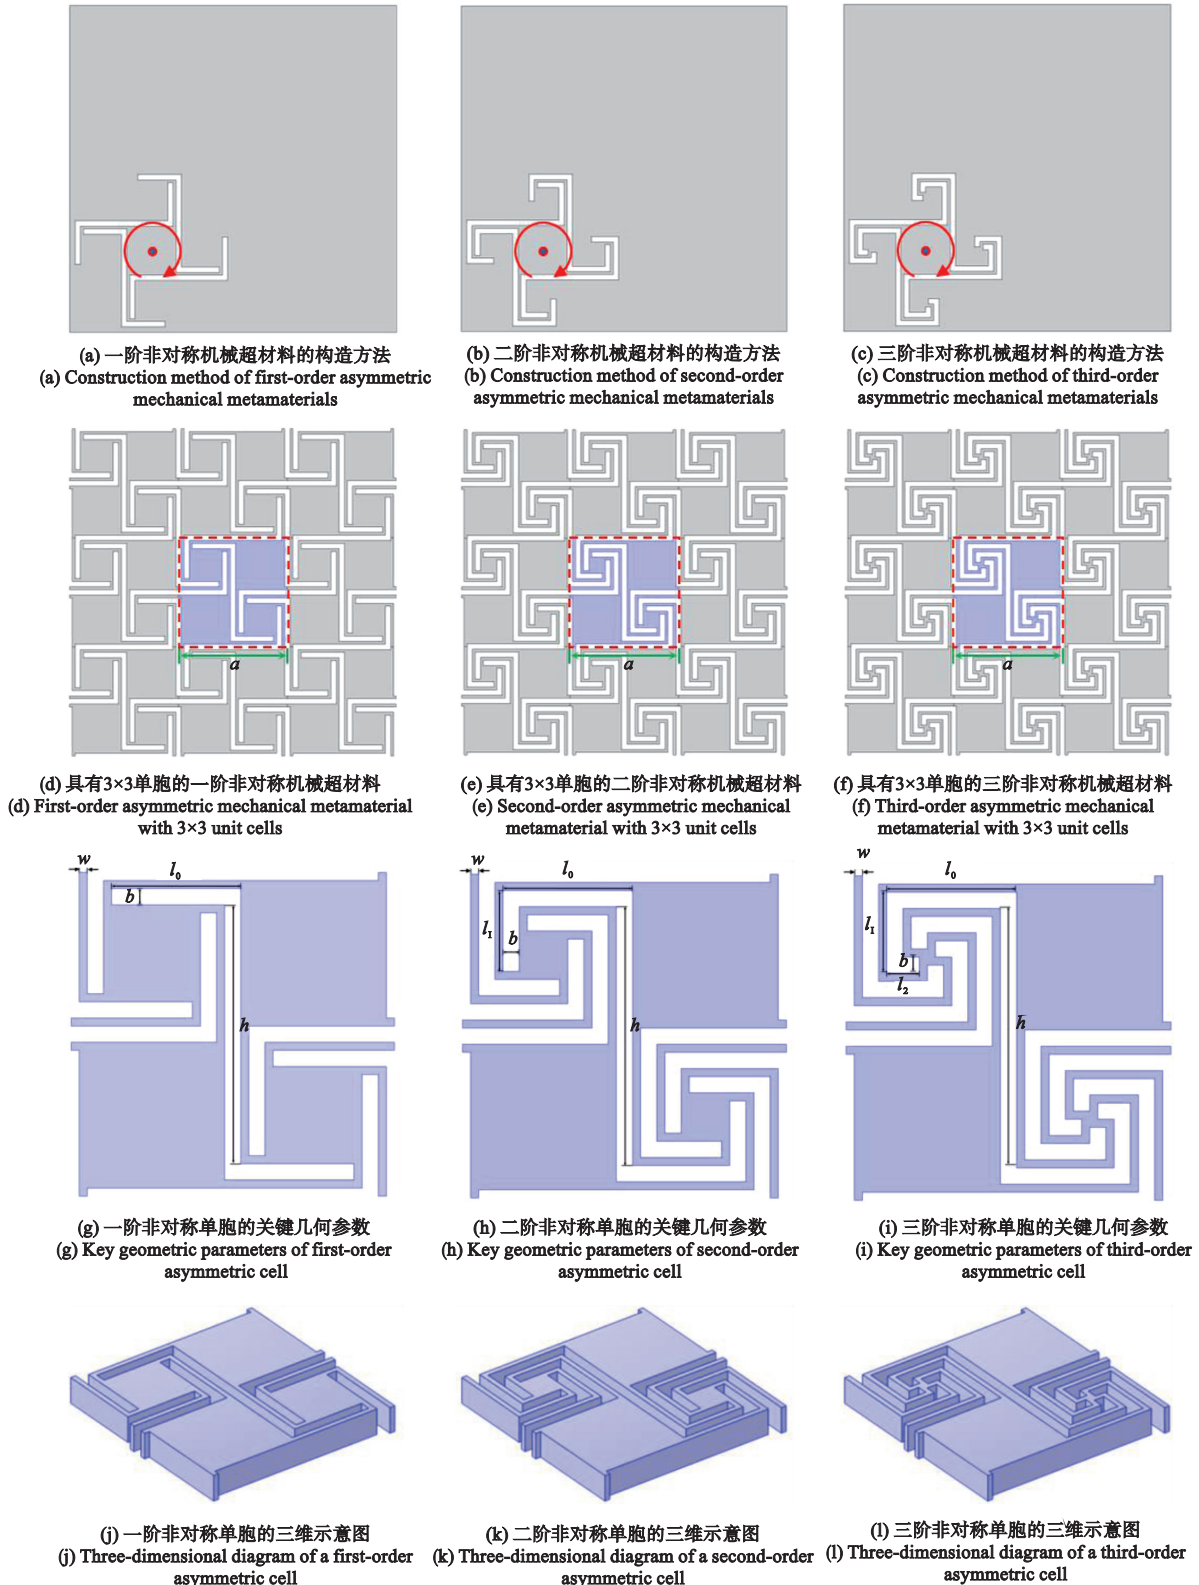 (a) 一阶非对称机械超材料的构造方法
(a) Construction method of first-order asymmetric
mechanical metamaterials
(b) 二阶非对称机械超材料的构造方法
(b) Construction method of second-order
asymmetric mechanical metamaterials
(c) 三阶非对称机械超材料的构造方法
(c) Construction method of third-order
asymmetric mechanical metamaterials
a
a
a
(d) 具有3×3单胞的一阶非对称机械超材料
(d) First-order asymmetric mechanical metamaterial
with 3×3 unit cells
(e) 具有3×3单胞的二阶非对称机械超材料
(e) Second-order asymmetric mechanical
metamaterial with 3×3 unit cells
(f) 具有3×3单胞的三阶非对称机械超材料
(f) Third-order asymmetric mechanical
metamaterial with 3×3 unit cells
w
l0
b
h
w
l0
l1
b
h
w
l0
l1
b
l2
h
(g) 一阶非对称单胞的关键几何参数
(g) Key geometric parameters of first-order
asymmetric cell
(h) 二阶非对称单胞的关键几何参数
(h) Key geometric parameters of second-order
asymmetric cell
(i) 三阶非对称单胞的关键几何参数
(i) Key geometric parameters of third-order
asymmetric cell
(j) 一阶非对称单胞的三维示意图
(j) Three-dimensional diagram of a first-order
asymmetric cell
(k) 二阶非对称单胞的三维示意图
(k) Three-dimensional diagram of a second-order
asymmetric cell
(l) 三阶非对称单胞的三维示意图
(l) Three-dimensional diagram of a third-order
asymmetric cell